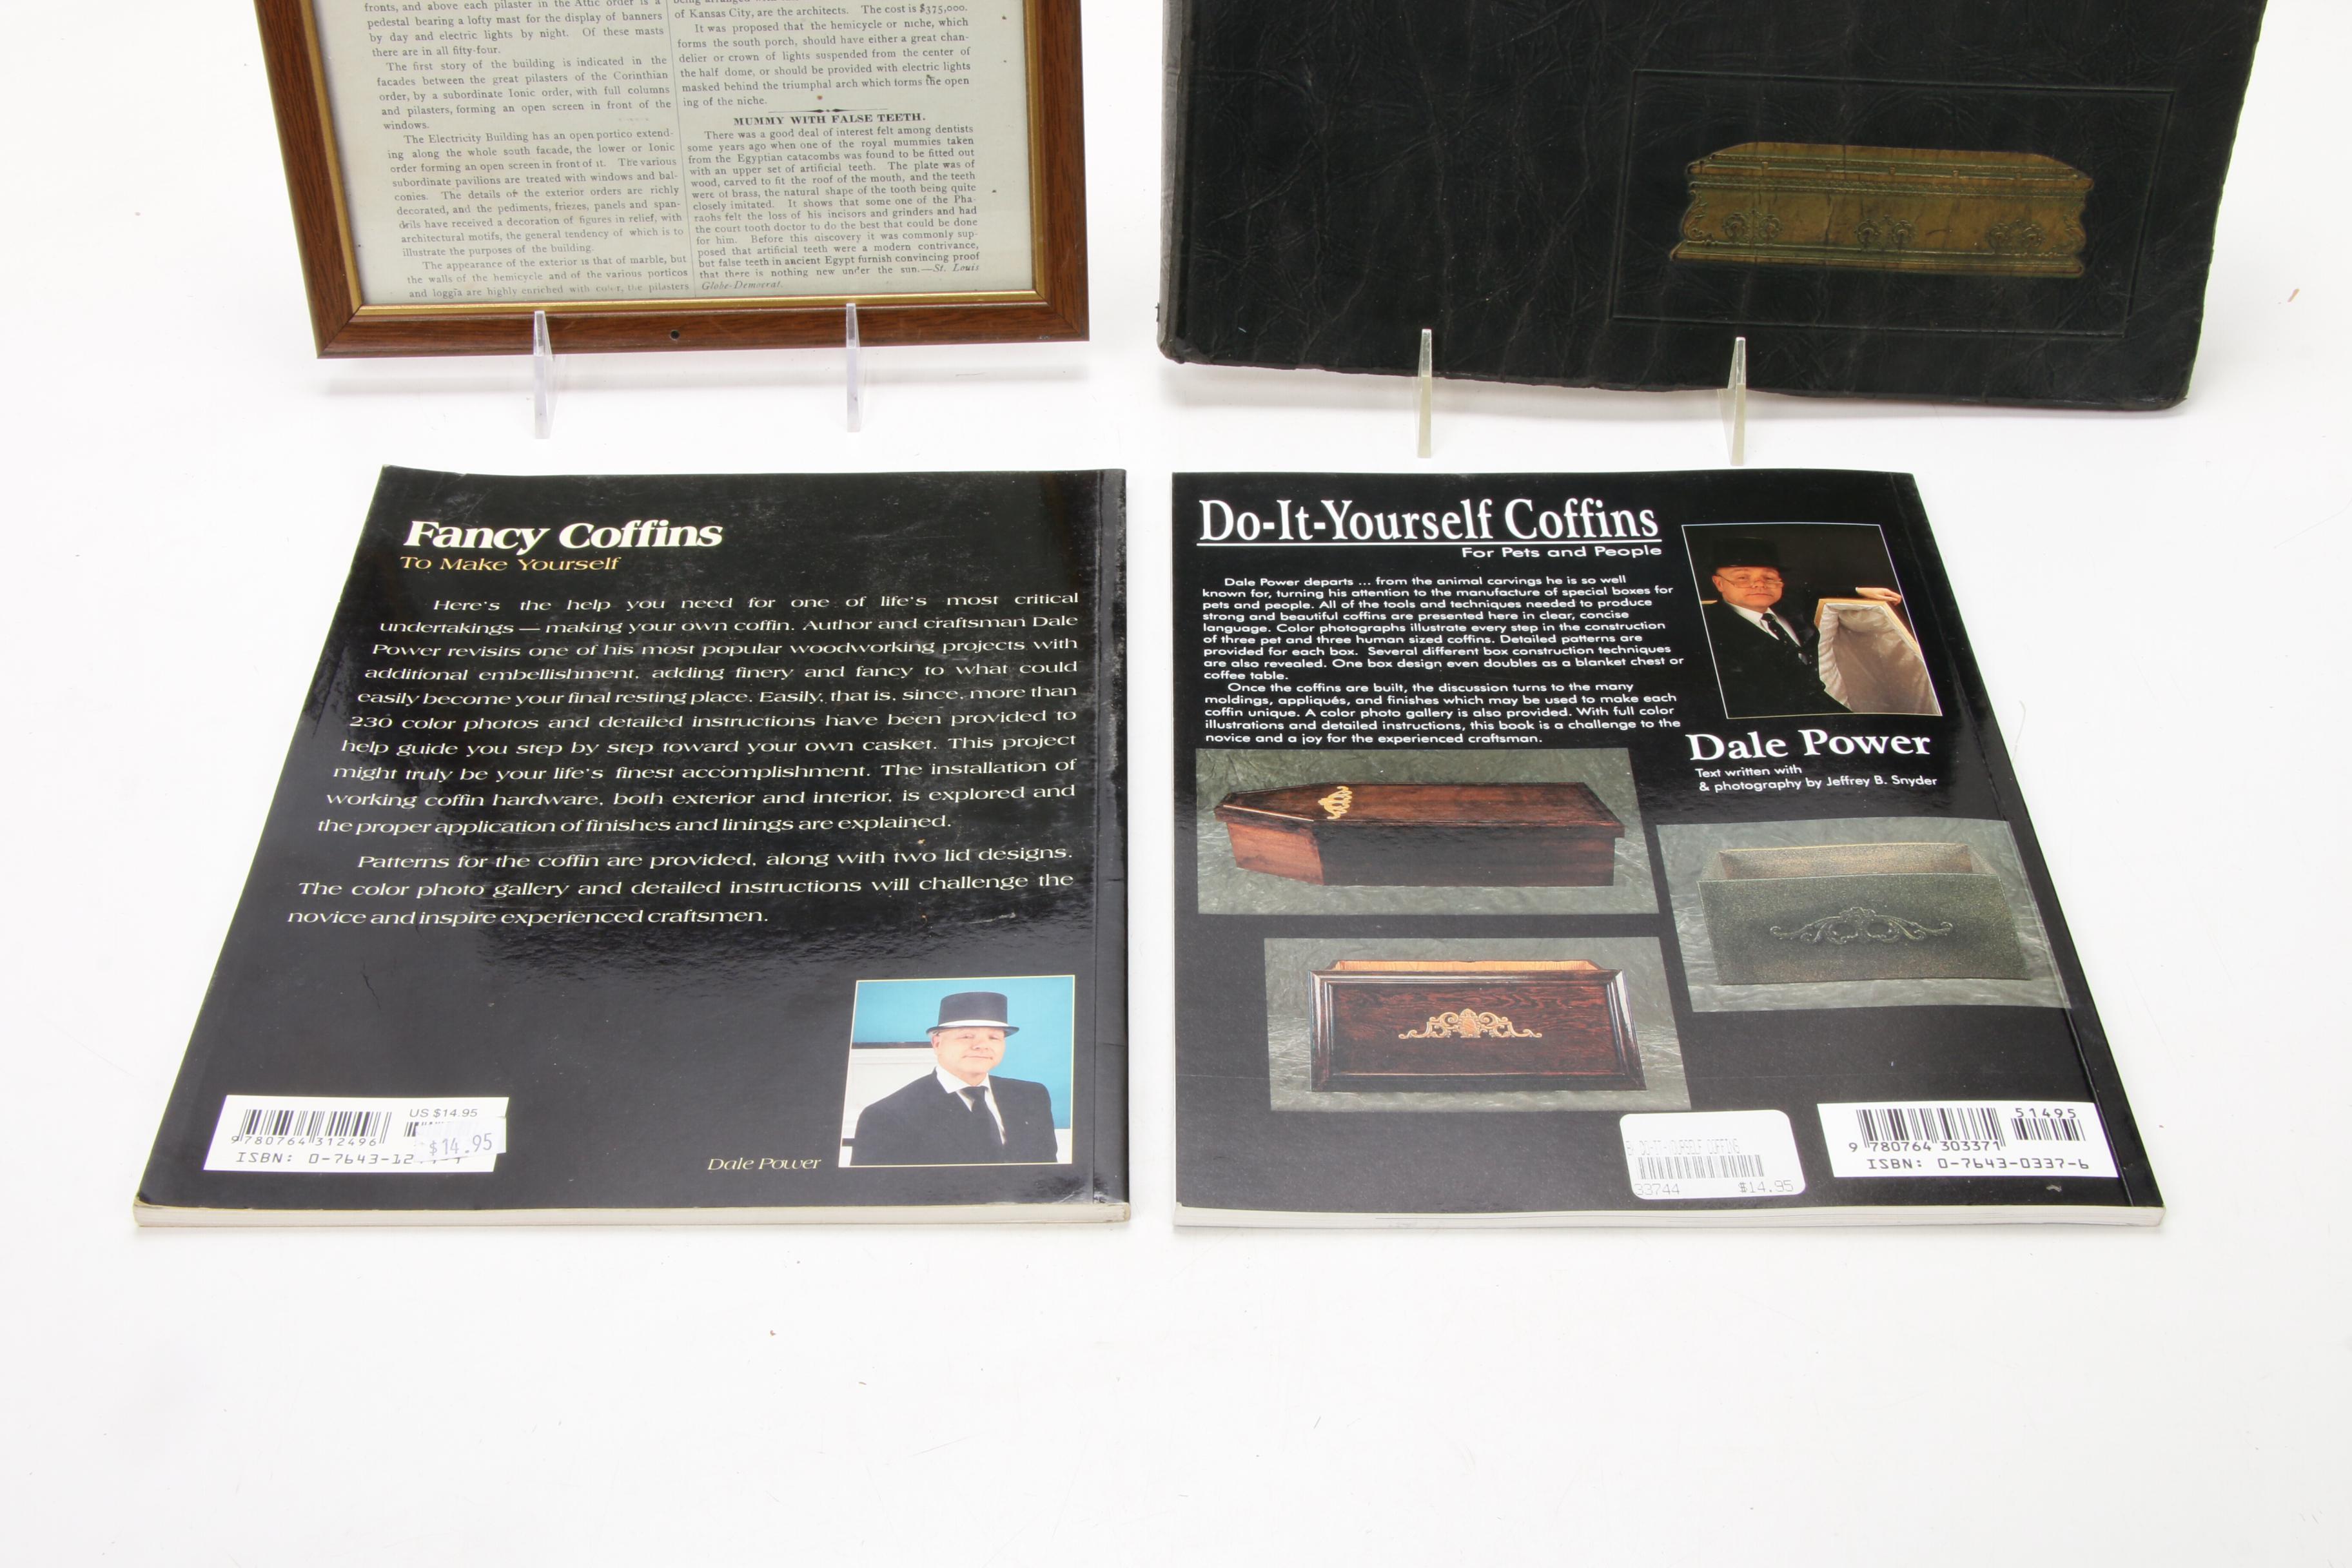 fronts, and above each pilaster in the Attic order is a
pedestal bearing a lofty mast for the display of banners
by day and electric lights by night. Of these masts
there are in all fifty-four.
The first story of the building is indicated in the
facades between the great pilasters of the Corinthian
order, by a subordinate Ionic order, with full columns
and pilasters, forming an open screen in front of the
windows.
The Electricity Building has an open portico extend-
ing along the whole south facade, the lower or Ionic
order forming an open screen in front of it. The various
subordinate pavilions are treated with windows and bal-
conies. The details of the exterior orders are richly
decorated, and the pediments, friezes, panels and span-
drils have received a decoration of figures in relief, with
architectural motifs, the general tendency of which is to
illustrate the purposes of the building.
The appearance of the exterior is that of marble, but
the walls of the hemicycle and of the various porticos
and loggia are highly enriched with color, the pilasters
of Kansas City, are the architects. The cost is $375,000.
It was proposed that the hemicycle or niche, which
forms the south porch, should have either a great chan-
delier or crown of lights suspended from the center of
the half dome, or should be provided with electric lights
masked behind the triumphal arch which forms the open
ing of the niche.
MUMMY WITH FALSE TEETH.
There was a good deal of interest felt among dentists
some years ago when one of the royal mummies taken
from the Egyptian catacombs was found to be fitted out
with an upper set of artificial teeth. The plate was of
wood, carved to fit the roof of the mouth, and the teeth
were of brass, the natural shape of the tooth being quite
closely imitated. It shows that some one of the Pha-
raohs felt the loss of his incisors and grinders and had
the court tooth doctor to do the best that could be done
for him. Before this discovery it was commonly sup-
posed that artificial teeth were a modern contrivance,
but false teeth in ancient Egypt furnish convincing proof
that there is nothing new under the sun.—St. Louis
Globe-Democrat.
Fancy Coffins
To Make Yourself
Here's the help you need for one of life's most critical
undertakings — making your own coffin. Author and craftsman Dale
Power revisits one of his most popular woodworking projects with
additional embellishment, adding finery and fancy to what could
easily become your final resting place. Easily, that is, since, more than
230 color photos and detailed instructions have been provided to
help guide you step by step toward your own casket. This project
might truly be your life's finest accomplishment. The installation of
working coffin hardware, both exterior and interior, is explored and
the proper application of finishes and linings are explained.
Patterns for the coffin are provided, along with two lid designs.
The color photo gallery and detailed instructions will challenge the
novice and inspire experienced craftsmen.
Dale Power
US $14.95
9 780764 312496
$14.95
ISBN: 0-7643-12
Do-It-Yourself Coffins
For Pets and People
Dale Power departs ... from the animal carvings he is so well
known for, turning his attention to the manufacture of special boxes for
pets and people. All of the tools and techniques needed to produce
strong and beautiful coffins are presented here in clear, concise
language. Color photographs illustrate every step in the construction
of three pet and three human sized coffins. Detailed patterns are
provided for each box. Several different box construction techniques
are also revealed. One box design even doubles as a blanket chest or
coffee table.
Once the coffins are built, the discussion turns to the many
moldings, appliqués, and finishes which may be used to make each
coffin unique. A color photo gallery is also provided. With full color
illustrations and detailed instructions, this book is a challenge to the
novice and a joy for the experienced craftsman.
Dale Power
Text written with
& photography by Jeffrey B. Snyder
DO-IT-YOURSELF COFFINS
33744 $14.95
51495
9 780764 303371
ISBN: 0-7643-0337-6